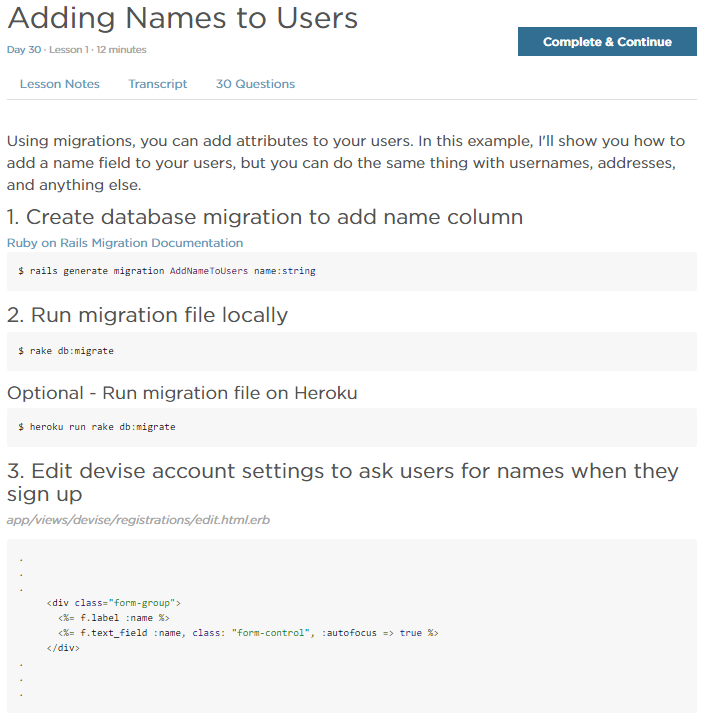 Adding Names to Users
Complete & Continue
Day 30 · Lesson 1 · 12 minutes
Lesson Notes Transcript 30 Questions
Using migrations, you can add attributes to your users. In this example, I'll show you how to
add a name field to your users, but you can do the same thing with usernames, addresses,
and anything else.
1. Create database migration to add name column
Ruby on Rails Migration Documentation
$ rails generate migration AddNameToUsers name:string
2. Run migration file locally
$ rake db:migrate
Optional - Run migration file on Heroku
$ heroku run rake db:migrate
3. Edit devise account settings to ask users for names when they
sign up
app/views/devise/registrations/edit.html.erb
.
.
.
<div class="form-group">
<%= f.label :name %>
<%= f.text_field :name, class: "form-control", :autofocus => true %>
</div>
.
.
.